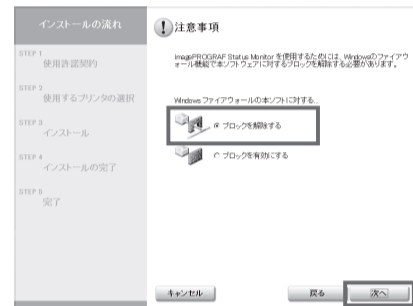 インストールの流れ
STEP 1
使用許諾契約
STEP 2
使用するプリンタの選択
STEP 3
インストール
STEP 4
インストールの完了
STEP 5
完了
注意事項
imagePROGRAF Status Monitor を使用するためには、Windowsのファイアウ
ォール機能で本ソフトウェアに対するブロックを解除する必要があります。
Windows ファイアウォールの本ソフトに対する...
ブロックを解除する
ブロックを有効にする
キャンセル
戻る
次へ